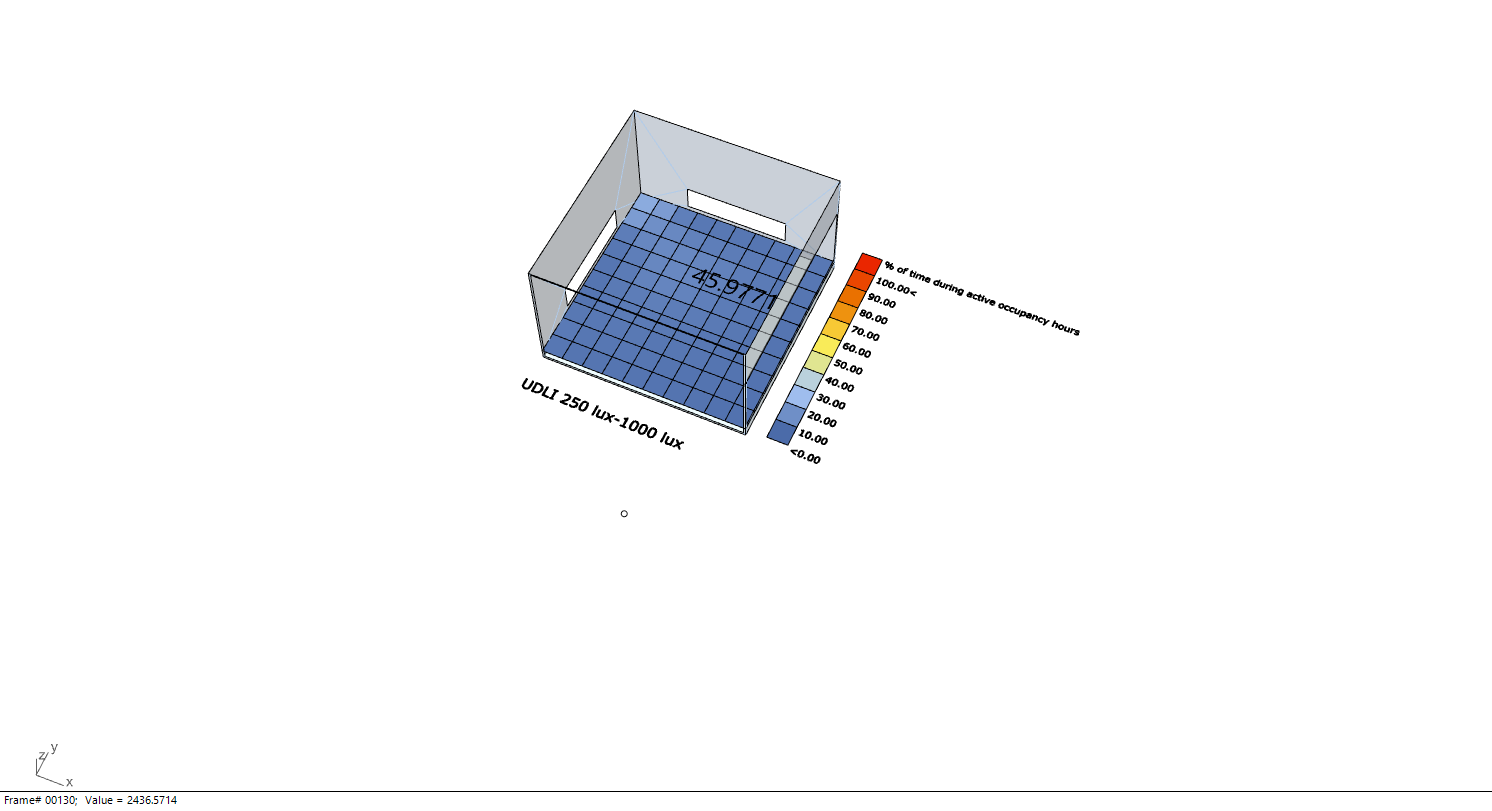 45.9771
% of time during active occupancy hours
100.00<
90.00
80.00
70.00
60.00
50.00
40.00
30.00
20.00
10.00
<0.00
UDLI 250 lux-1000 lux
y
z
x
Frame# 00130; Value = 2436.5714